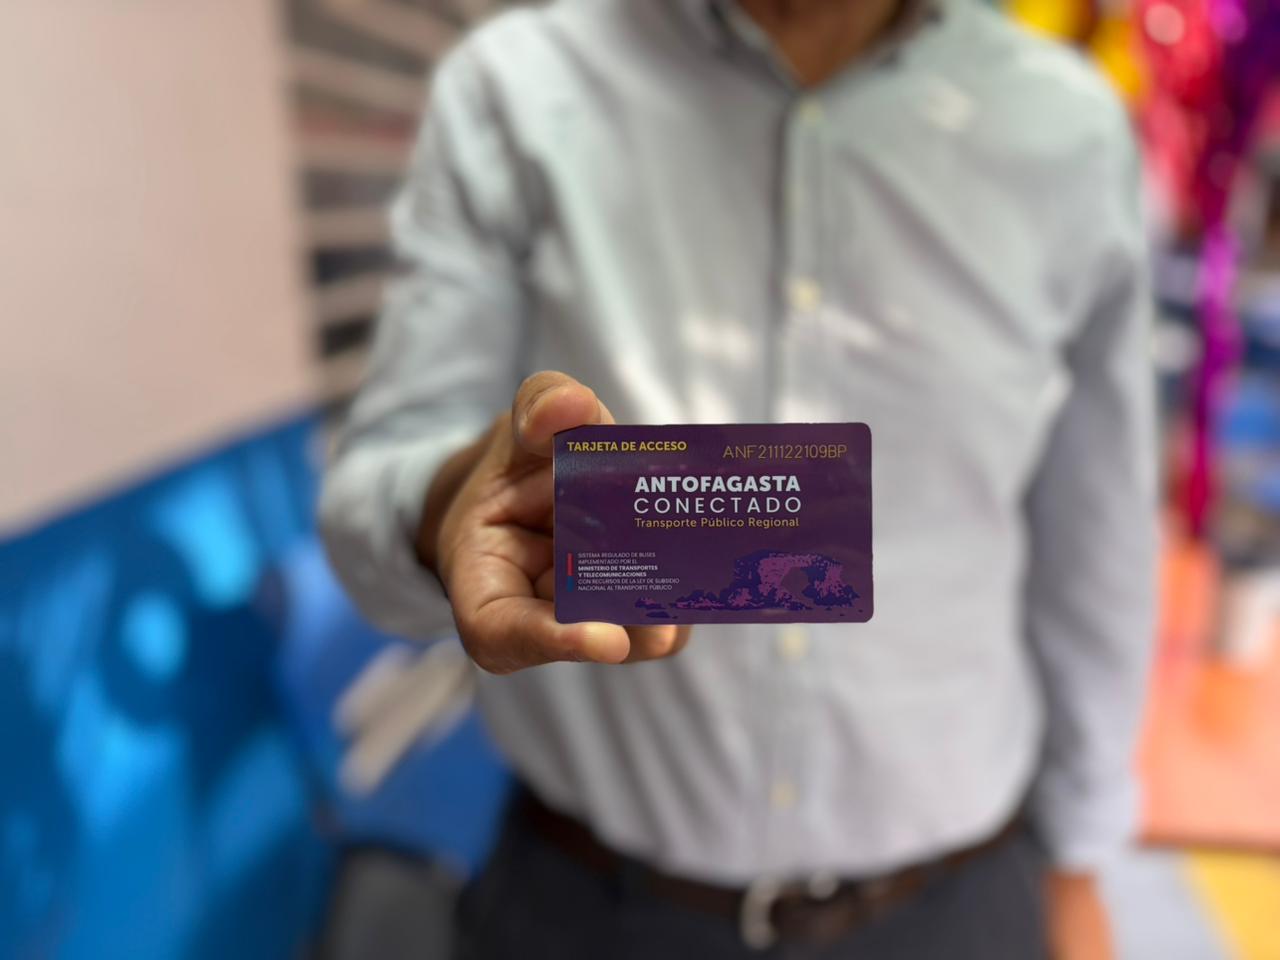 TARJETA DE ACCESO
ANF211122109BP
ANTOFAGASTA
CONECTADO
Transporte Público Regional
SISTEMA REGULADO DE BUSES
IMPLEMENTADO POR EL
MINISTERIO DE TRANSPORTES
Y TELECOMUNICACIONES
CON RECURSOS DE LA LEY DE SUBSIDIO
NACIONAL AL TRANSPORTE PÚBLICO